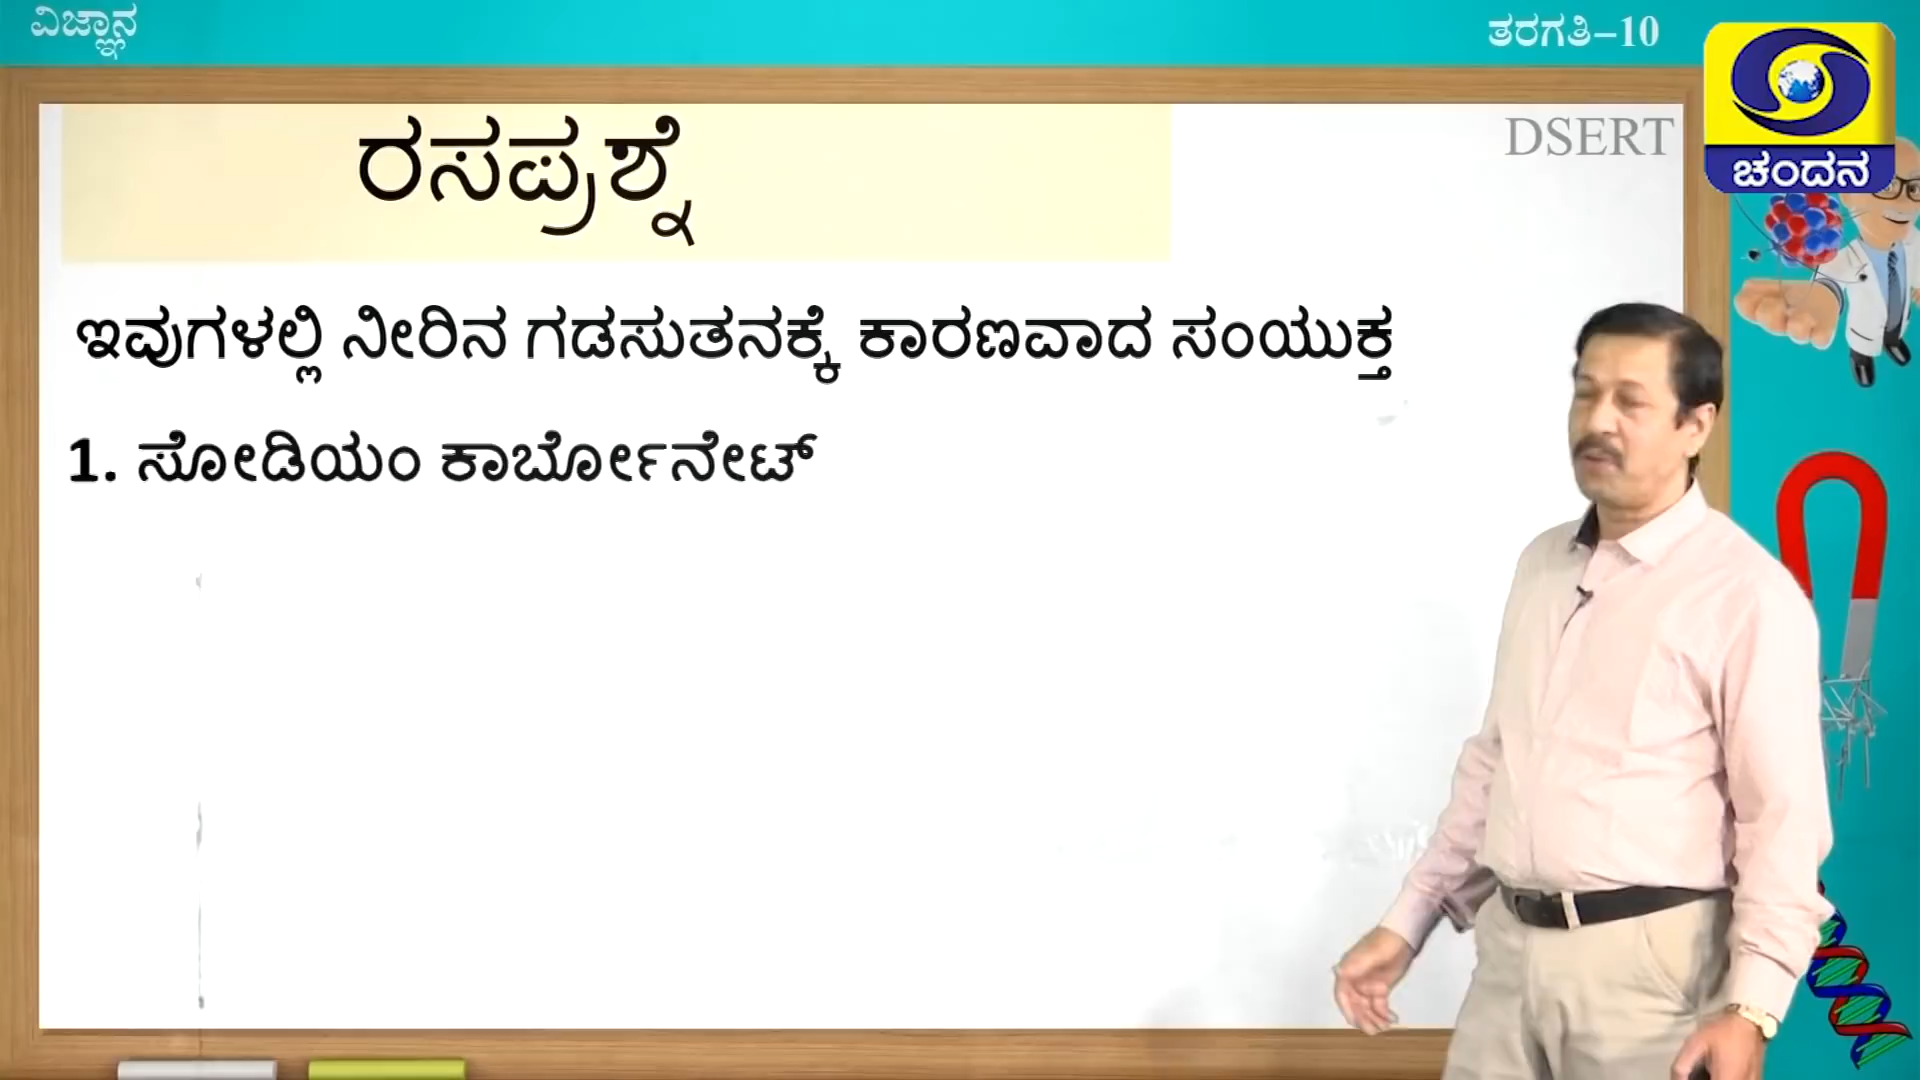 ವಿಜ್ಞಾನ
ತರಗತಿ–10
ಚಂದನ
DSERT
ರಸಪ್ರಶ್ನೆ
ಇವುಗಳಲ್ಲಿ ನೀರಿನ ಗಡಸುತನಕ್ಕೆ ಕಾರಣವಾದ ಸಂಯುಕ್ತ
1. ಸೋಡಿಯಂ ಕಾರ್ಬೋನೇಟ್